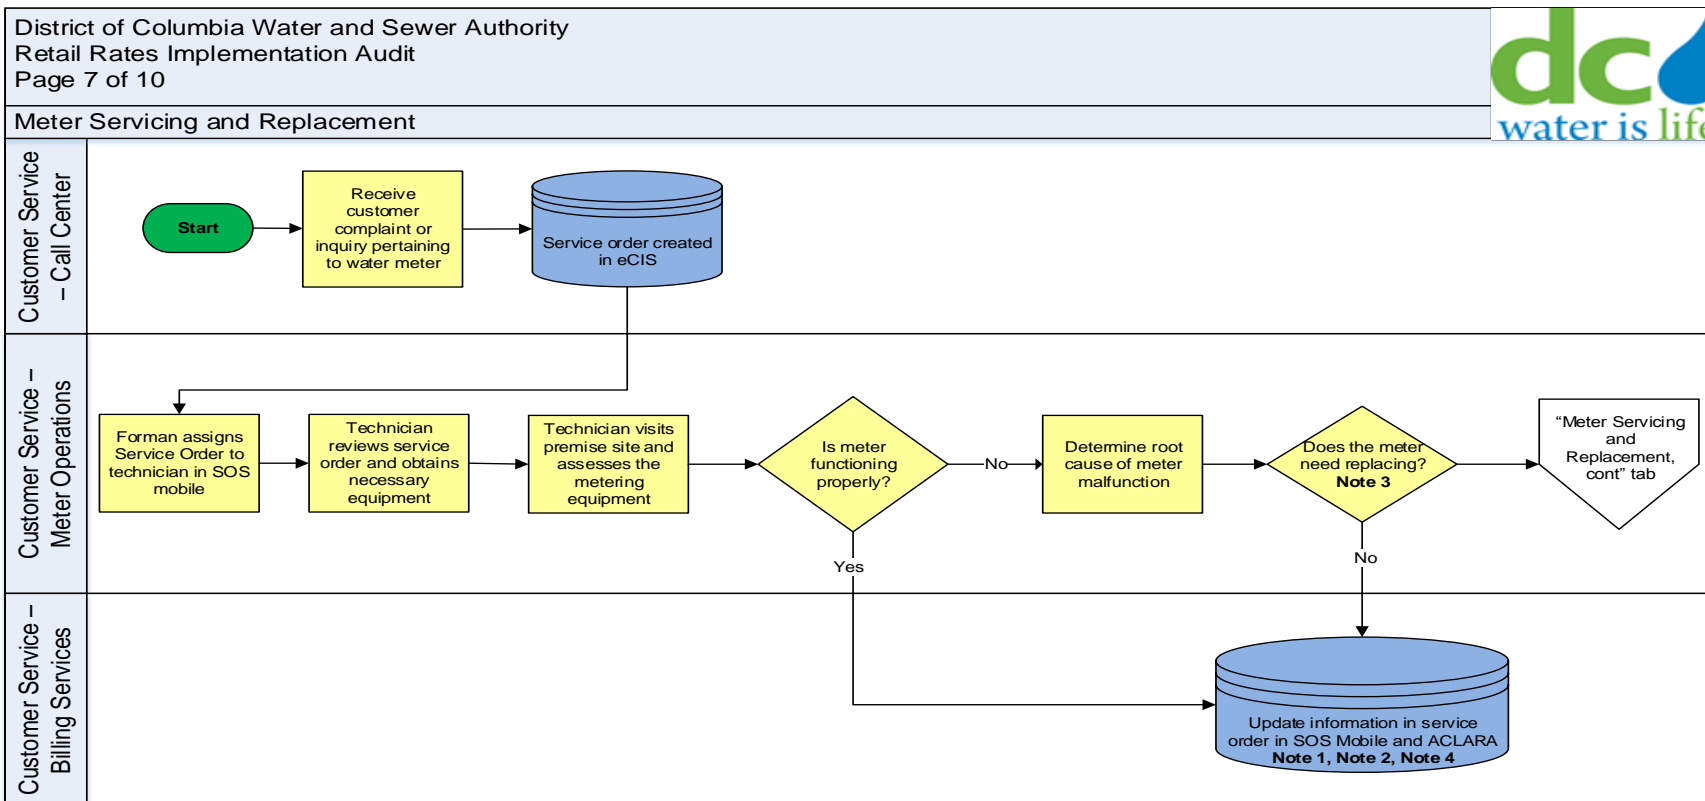 District of Columbia Water and Sewer Authority
Retail Rates Implementation Audit
Page 7 of 10
dc
water is life
Meter Servicing and Replacement
Customer Service
– Call Center
Start
Receive
customer
complaint or
inquiry pertaining
to water meter
Service order created
in eCIS
Customer Service –
Meter Operations
Forman assigns
Service Order to
technician in SOS
mobile
Technician
reviews service
order and obtains
necessary
equipment
Technician visits
premise site and
assesses the
metering
equipment
Is meter
functioning
properly?
No
Determine root
cause of meter
malfunction
Does the meter
need replacing?
Note 3
“Meter Servicing
and
Replacement,
cont” tab
Yes
No
Customer Service –
Billing Services
Update information in service
order in SOS Mobile and ACLARA
Note 1, Note 2, Note 4